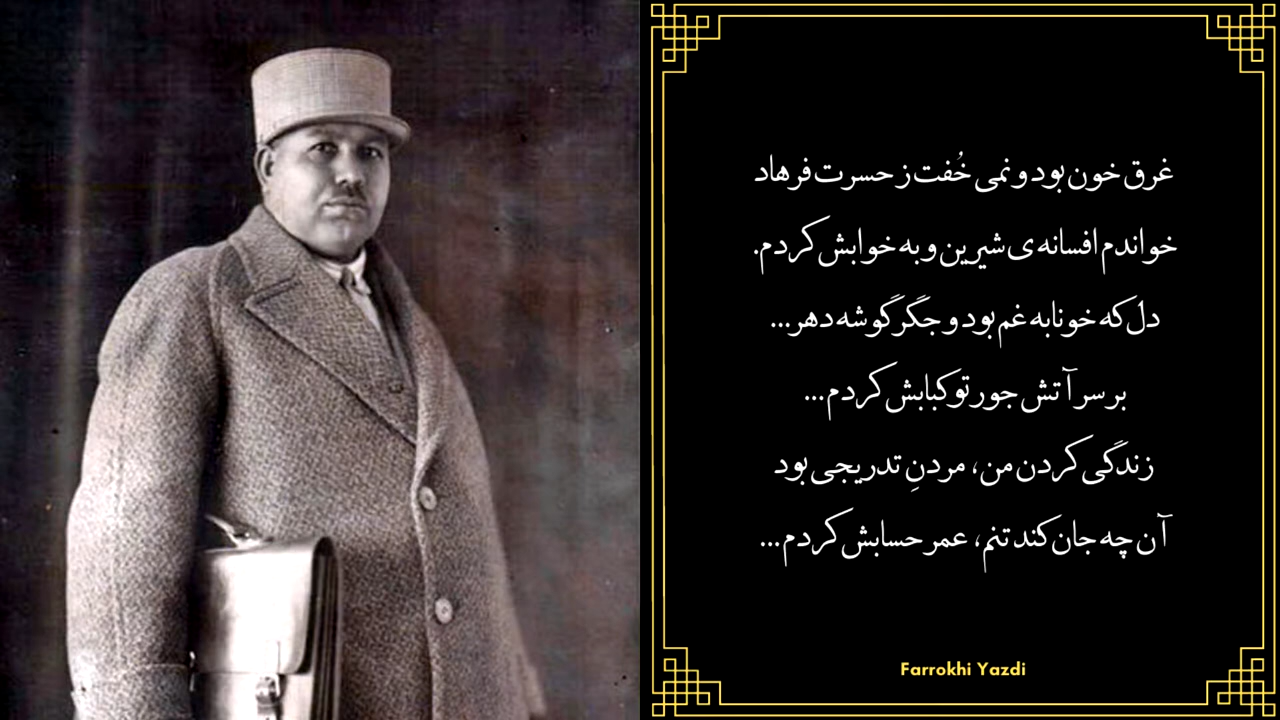 غرق خون بود و نمی خُفت ز حسرت فرهاد
خواندم افسانه ی شیرین و به خوابش کردم.
دل که خونابه غم بود و جگرگوشه دهر...
بر سر آتش جور تو کبابش کردم...
زندگی کردن من، مردنِ تدریجی بود
آن چه جان کند تنم، عمر حسابش کردم...
Farrokhi Yazdi